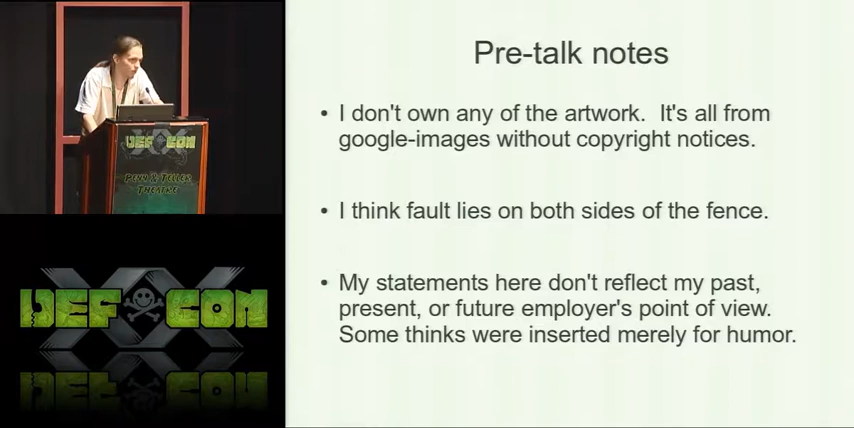 Pre-talk notes
• I don't own any of the artwork. It's all from
google-images without copyright notices.
• I think fault lies on both sides of the fence.
• My statements here don't reflect my past,
present, or future employer's point of view.
Some thinks were inserted merely for humor.
DEF CON
PENN & TELLER
THEATRE
XX
DEF CON